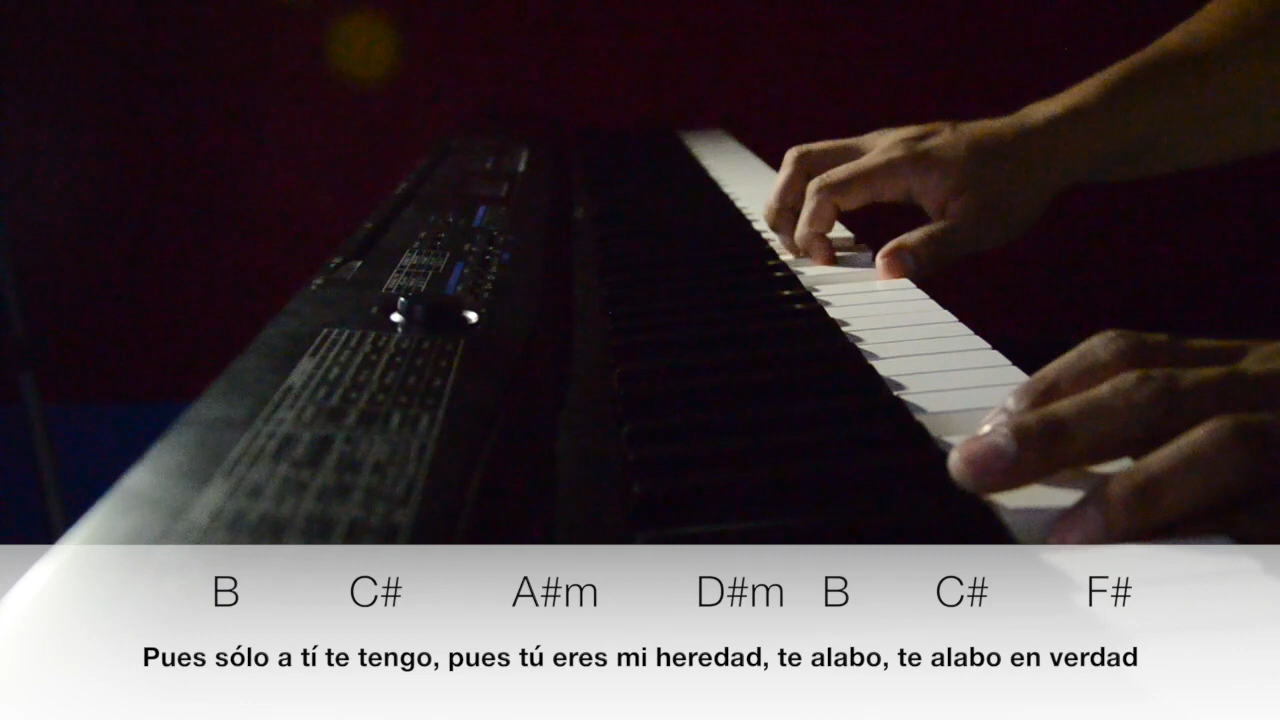 B C# A#m D#m B C# F#
Pues sólo a tí te tengo, pues tú eres mi heredad, te alabo, te alabo en verdad